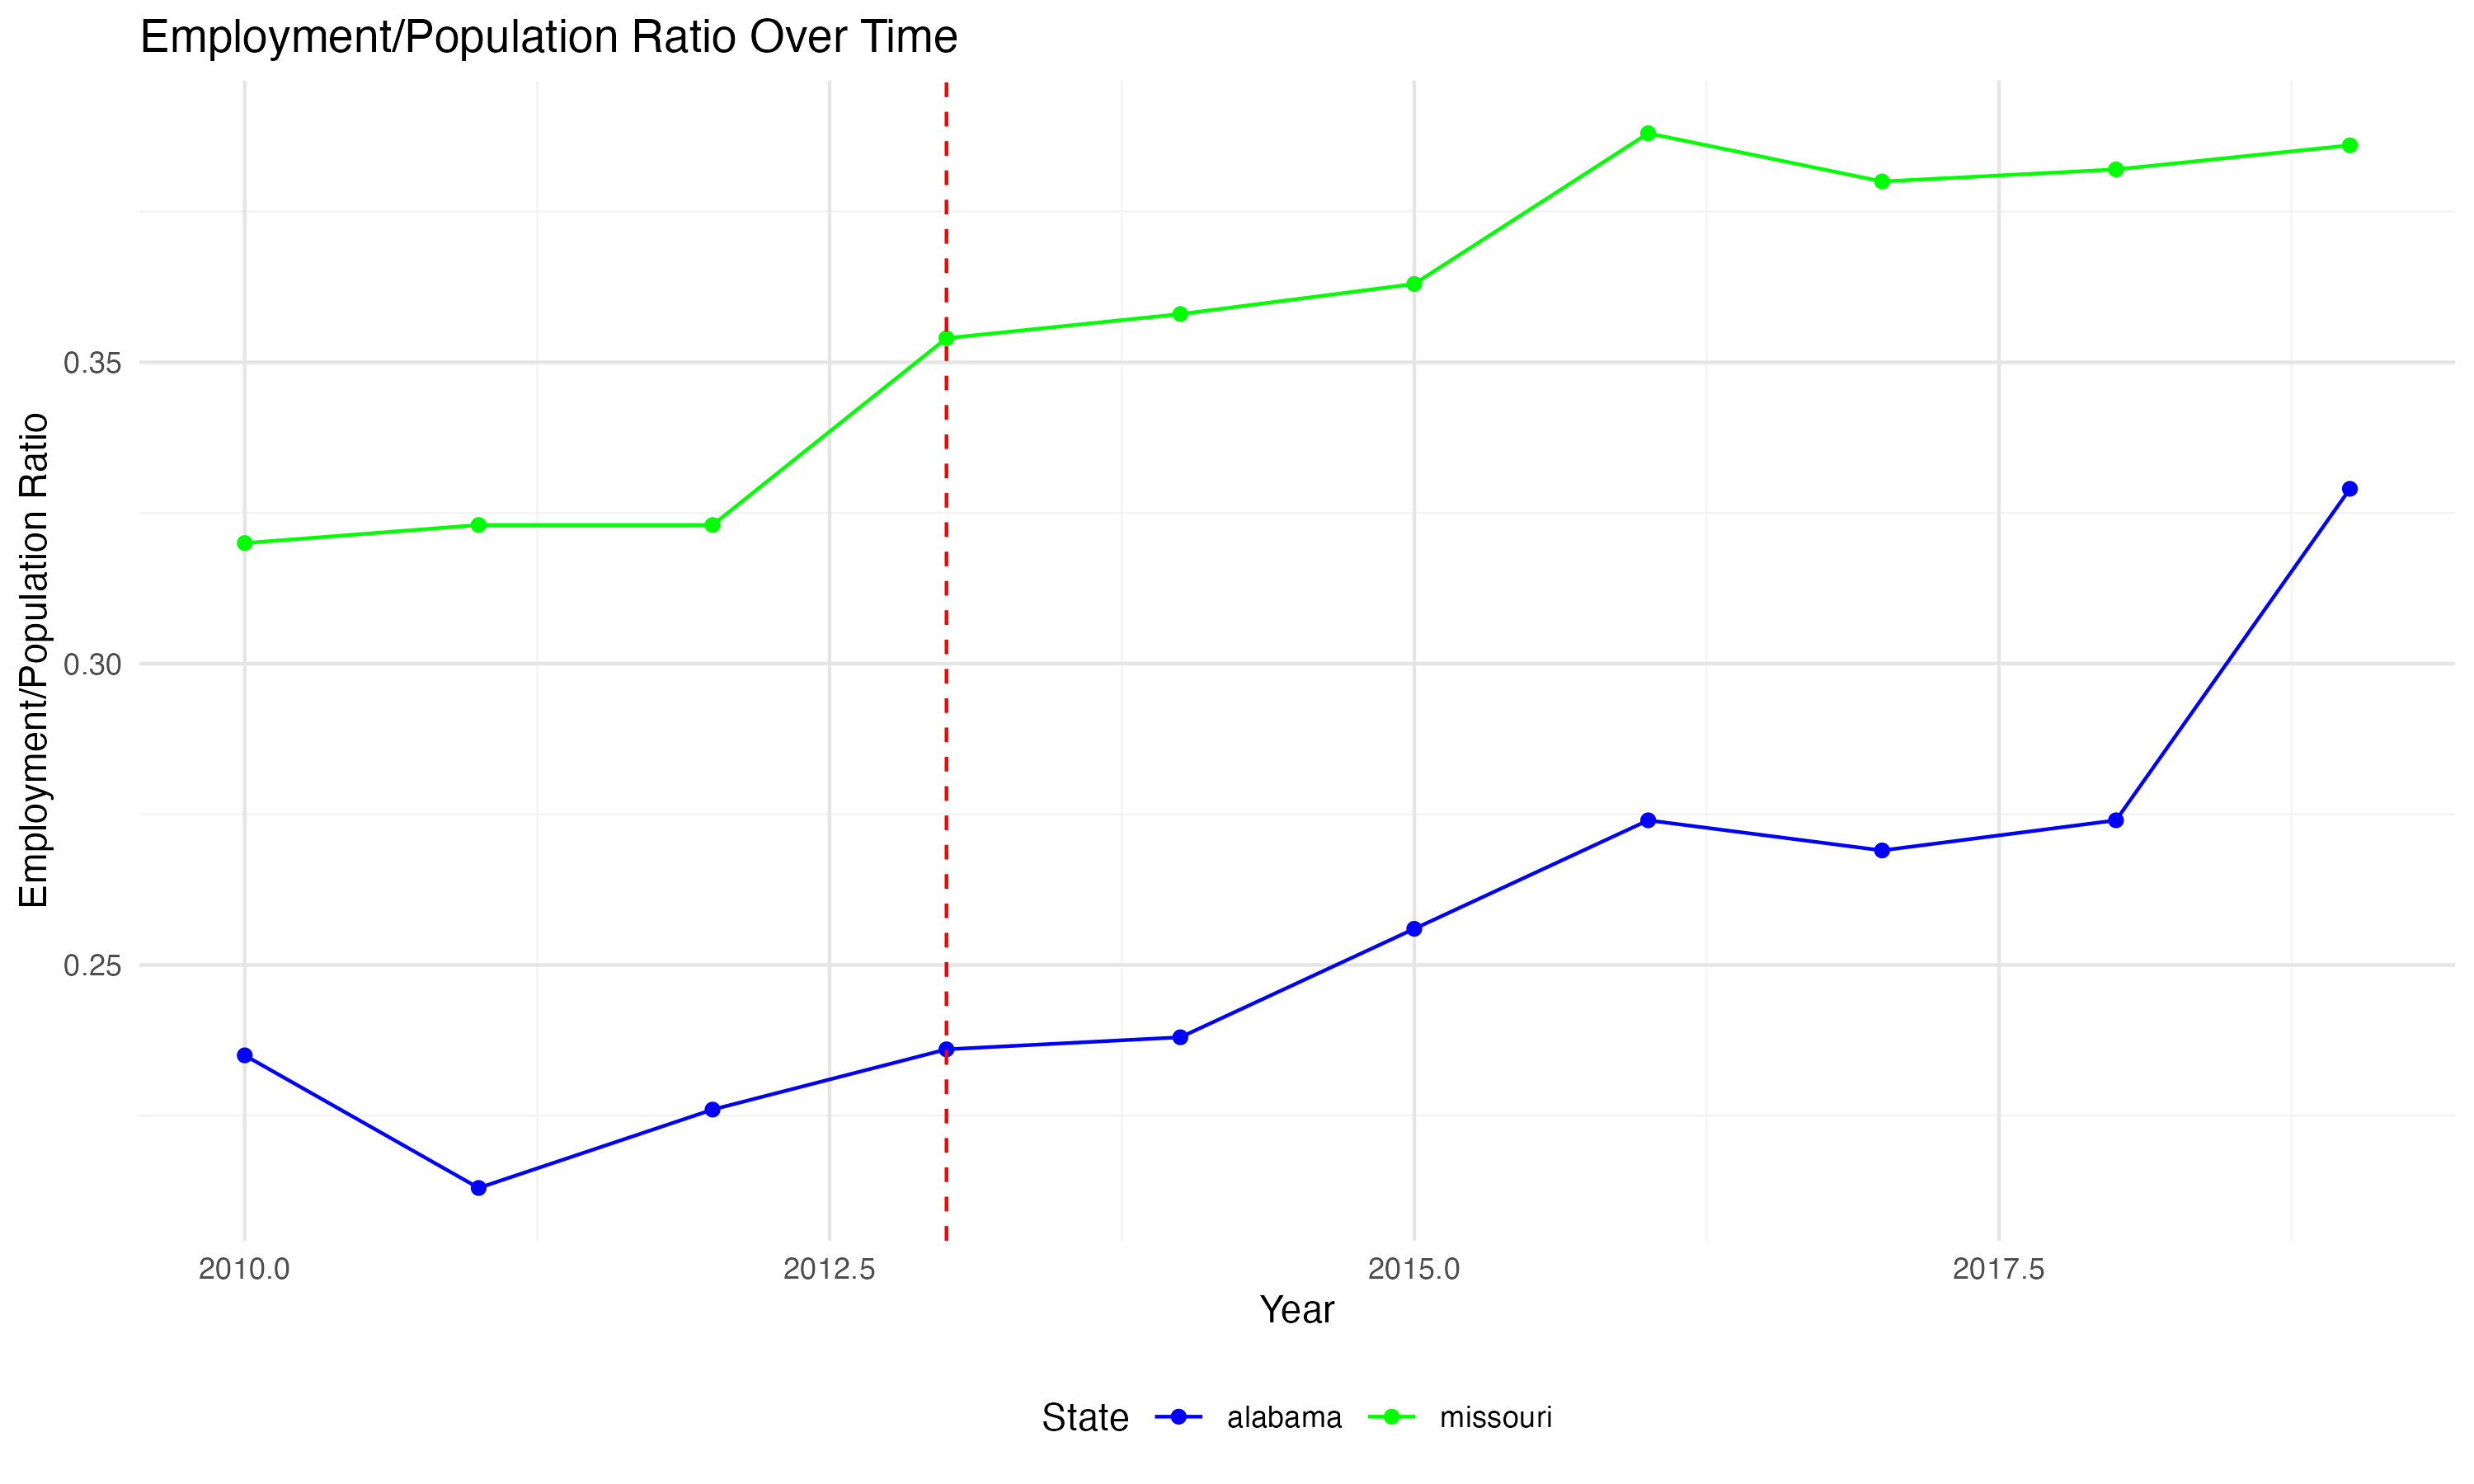 Employment/Population Ratio Over Time
Employment/Population Ratio
0.35
0.30
0.25
2010.0 2012.5 2015.0 2017.5
Year
State alabama missouri